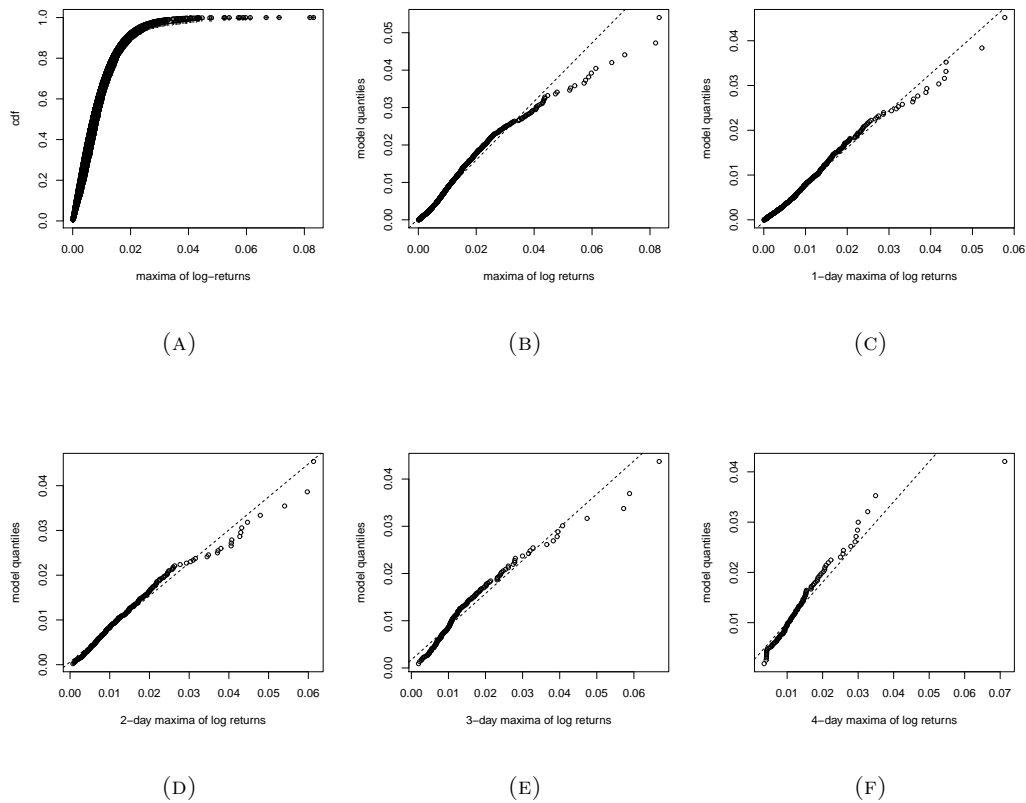 cdf
0.0 0.2 0.4 0.6 0.8 1.0
0.00 0.02 0.04 0.06 0.08
maxima of log−returns
(A)
model quantiles
0.00 0.01 0.02 0.03 0.04 0.05
0.00 0.02 0.04 0.06 0.08
maxima of log returns
(B)
model quantiles
0.00 0.01 0.02 0.03 0.04
0.00 0.01 0.02 0.03 0.04 0.05 0.06
1−day maxima of log returns
(C)
model quantiles
0.00 0.01 0.02 0.03 0.04
0.00 0.01 0.02 0.03 0.04 0.05 0.06
2−day maxima of log returns
(D)
model quantiles
0.00 0.01 0.02 0.03 0.04
0.00 0.01 0.02 0.03 0.04 0.05 0.06
3−day maxima of log returns
(E)
model quantiles
0.01 0.02 0.03 0.04
0.01 0.02 0.03 0.04 0.05 0.06 0.07
4−day maxima of log returns
(F)